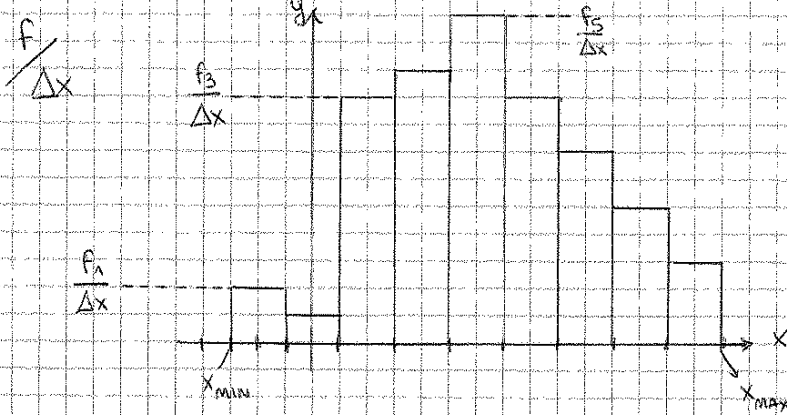 y
f/Δx
f5/Δx
f3/Δx
f1/Δx
x
xMIN
xMAX